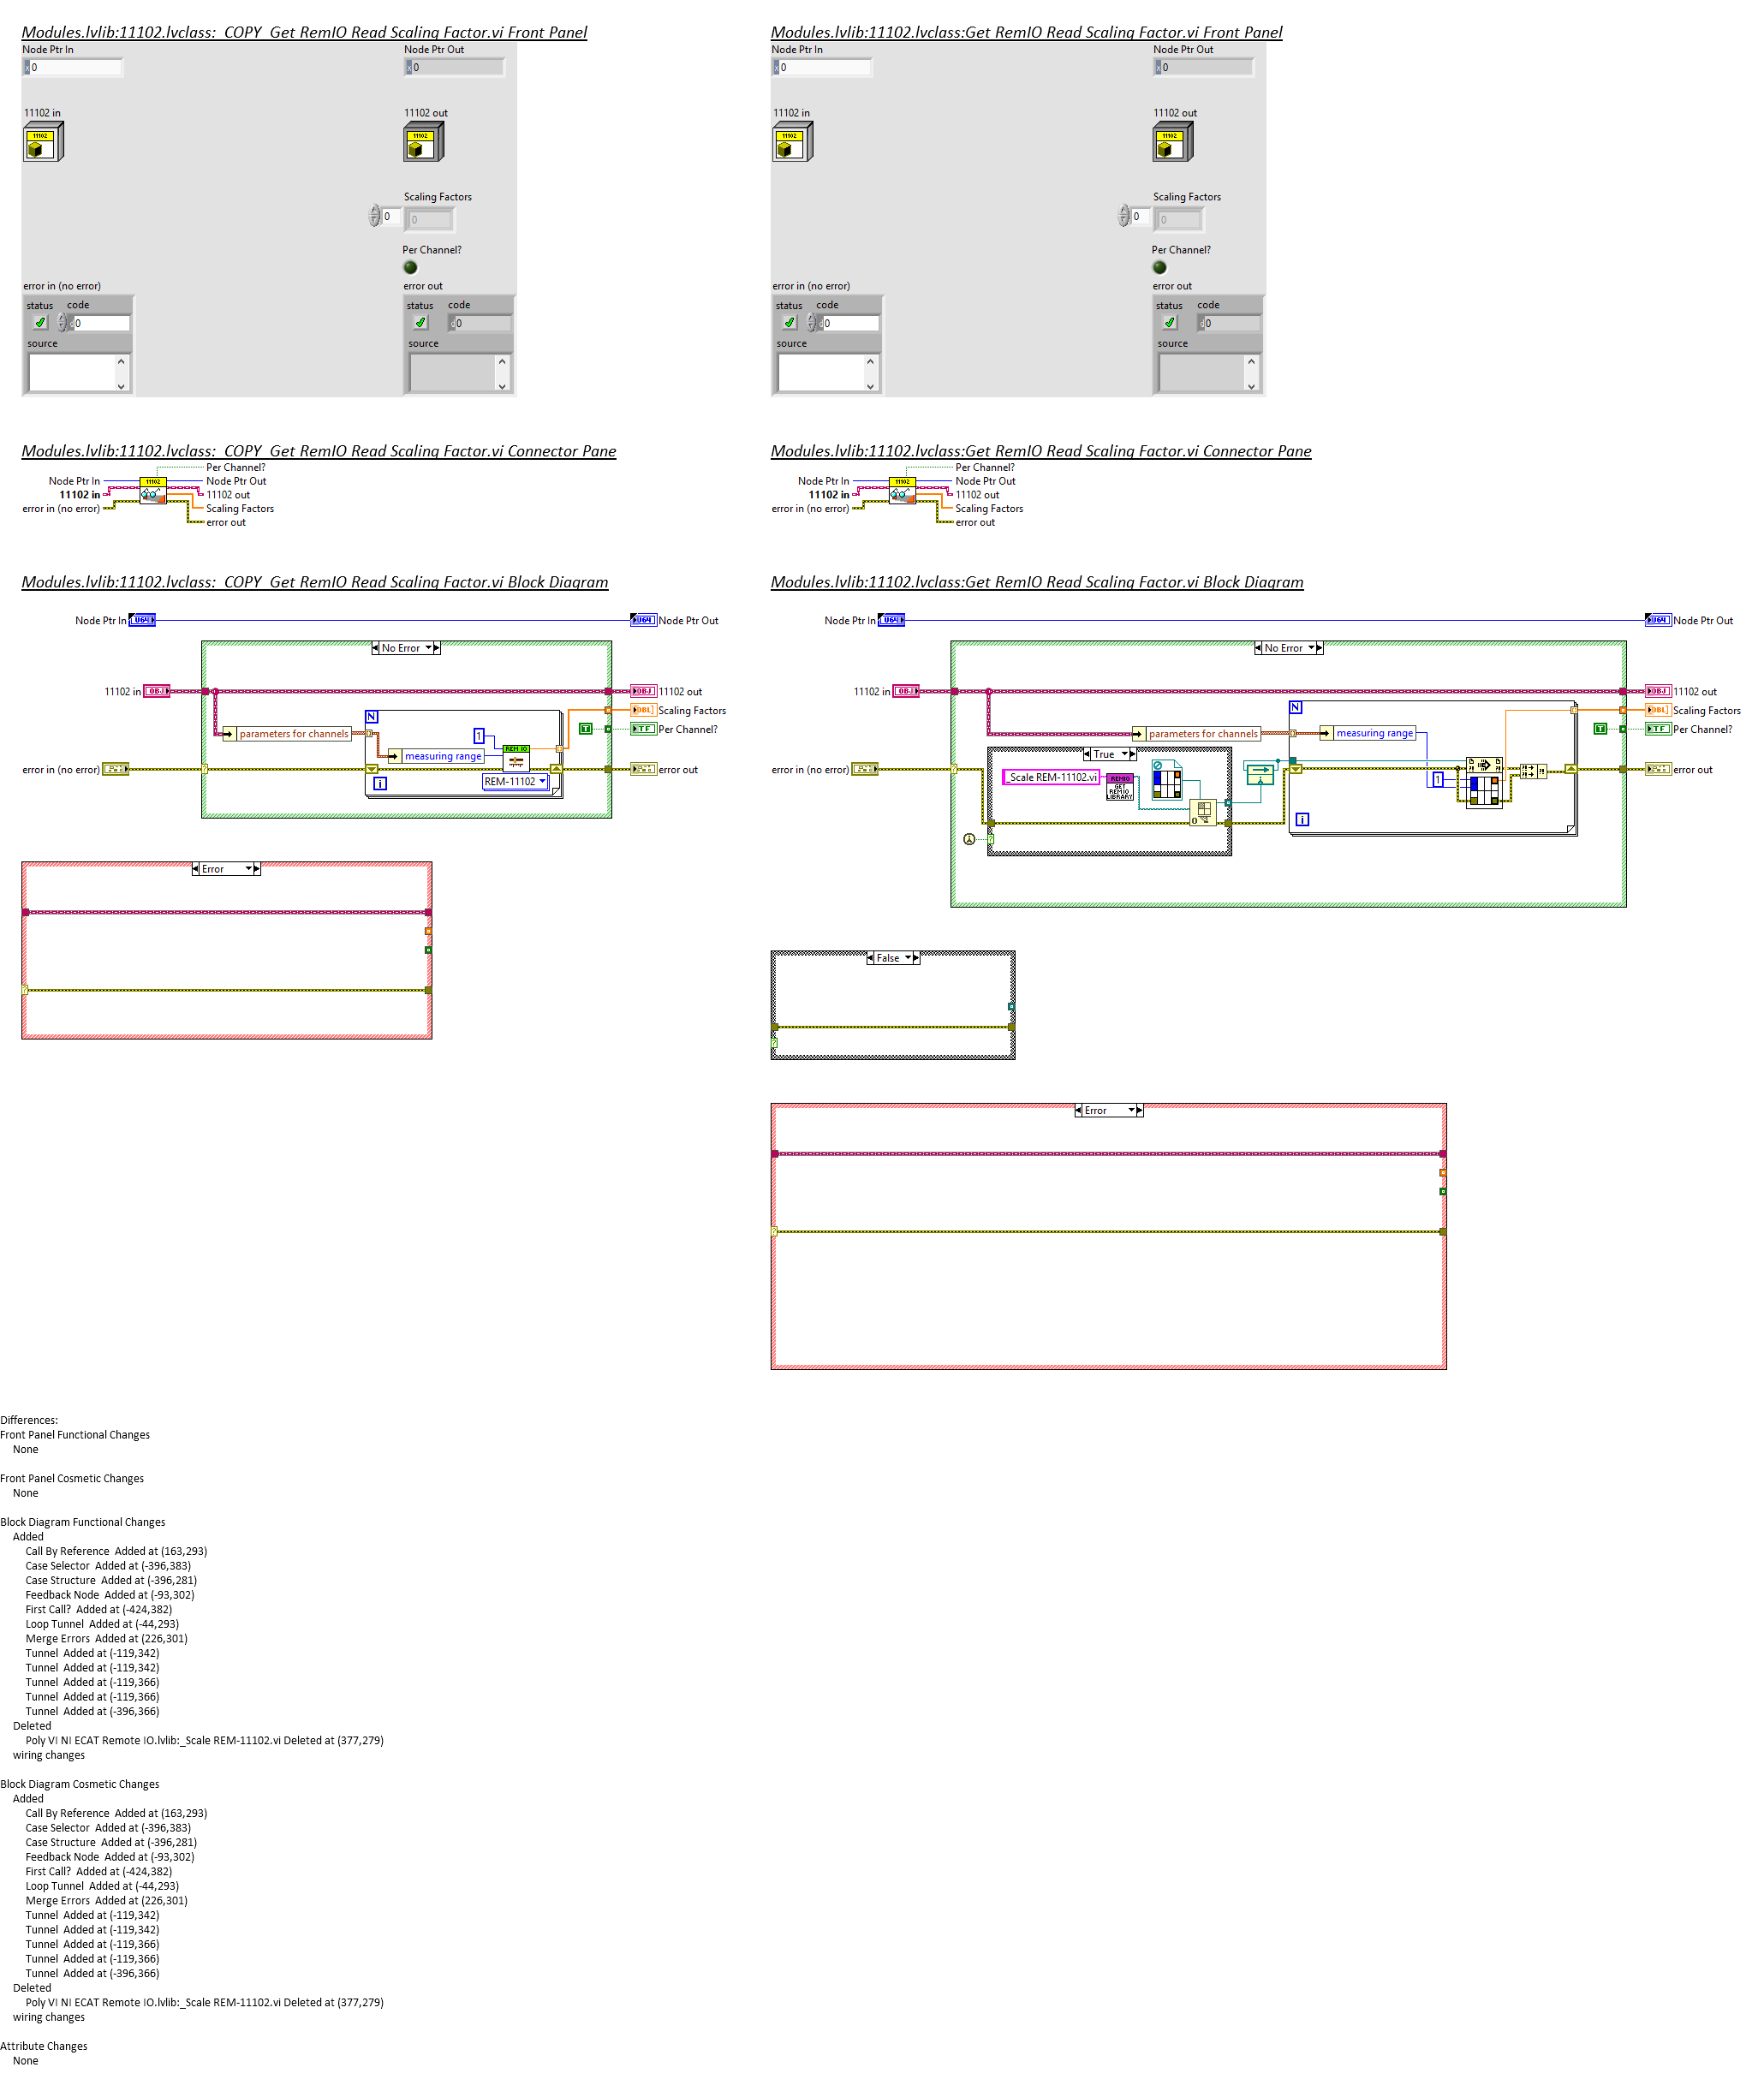 Modules.lvlib:11102.lvclass:_COPY_Get RemIO Read Scaling Factor.vi Front Panel
Node Ptr In
Node Ptr Out
x 0
x 0
11102 in
11102 out
11102
11102
Scaling Factors
0
0
Per Channel?
error in (no error)
error out
status
code
status
code
d 0
d 0
source
source
Modules.lvlib:11102.lvclass:Get RemIO Read Scaling Factor.vi Front Panel
Node Ptr In
Node Ptr Out
x 0
x 0
11102 in
11102 out
11102
11102
Scaling Factors
0
0
Per Channel?
error in (no error)
error out
status
code
status
code
d 0
d 0
source
source
Modules.lvlib:11102.lvclass:_COPY_Get RemIO Read Scaling Factor.vi Connector Pane
Per Channel?
Node Ptr In
Node Ptr Out
11102
11102 in
11102 out
error in (no error)
Scaling Factors
error out
Modules.lvlib:11102.lvclass:Get RemIO Read Scaling Factor.vi Connector Pane
Per Channel?
Node Ptr In
Node Ptr Out
11102
11102 in
11102 out
error in (no error)
Scaling Factors
error out
Modules.lvlib:11102.lvclass:_COPY_Get RemIO Read Scaling Factor.vi Block Diagram
Node Ptr In
U64
U64
Node Ptr Out
No Error
11102 in
OBJ
OBJ
11102 out
N
DBL
Scaling Factors
T
TF
Per Channel?
parameters for channels
1
REM IO
measuring range
error in (no error)
error out
i
REM-11102
Error
?
Modules.lvlib:11102.lvclass:Get RemIO Read Scaling Factor.vi Block Diagram
Node Ptr In
U64
U64
Node Ptr Out
No Error
11102 in
OBJ
OBJ
11102 out
N
DBL
Scaling Factors
T
TF
Per Channel?
parameters for channels
measuring range
True
error in (no error)
error out
_Scale REM-11102.vi
REMIO
GET
REMIO
LIBRARY
1
i
?
False
?
Error
?
Differences:
Front Panel Functional Changes
None
Front Panel Cosmetic Changes
None
Block Diagram Functional Changes
Added
Call By Reference  Added at (163,293)
Case Selector  Added at (-396,383)
Case Structure  Added at (-396,281)
Feedback Node  Added at (-93,302)
First Call?  Added at (-424,382)
Loop Tunnel  Added at (-44,293)
Merge Errors  Added at (226,301)
Tunnel  Added at (-119,342)
Tunnel  Added at (-119,342)
Tunnel  Added at (-119,366)
Tunnel  Added at (-119,366)
Tunnel  Added at (-396,366)
Deleted
Poly VI NI ECAT Remote IO.lvlib:_Scale REM-11102.vi Deleted at (377,279)
wiring changes
Block Diagram Cosmetic Changes
Added
Call By Reference  Added at (163,293)
Case Selector  Added at (-396,383)
Case Structure  Added at (-396,281)
Feedback Node  Added at (-93,302)
First Call?  Added at (-424,382)
Loop Tunnel  Added at (-44,293)
Merge Errors  Added at (226,301)
Tunnel  Added at (-119,342)
Tunnel  Added at (-119,342)
Tunnel  Added at (-119,366)
Tunnel  Added at (-119,366)
Tunnel  Added at (-396,366)
Deleted
Poly VI NI ECAT Remote IO.lvlib:_Scale REM-11102.vi Deleted at (377,279)
wiring changes
Attribute Changes
None